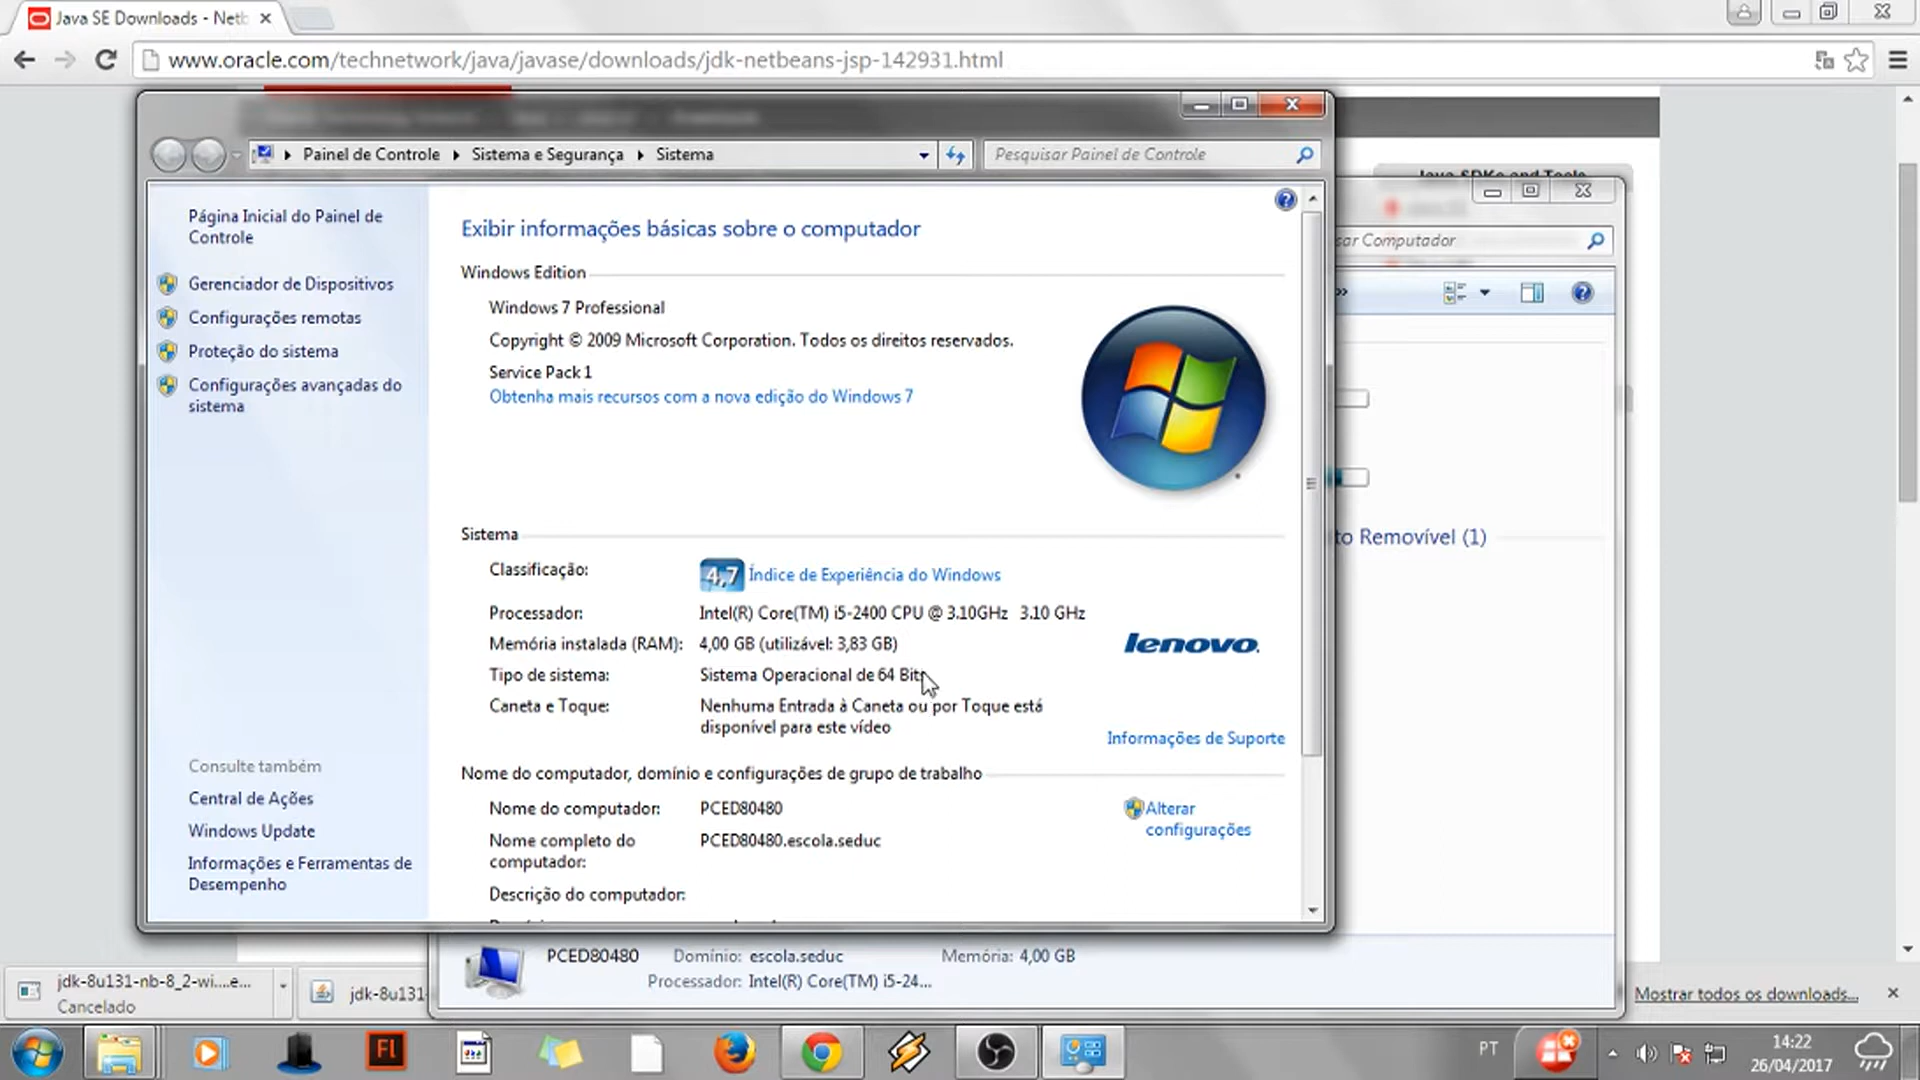 Java SE Downloads - Netb
www.oracle.com/technetwork/java/javase/downloads/jdk-netbeans-jsp-142931.html
Painel de Controle
Sistema e Segurança
Sistema
Pesquisar Painel de Controle
Java SDKs and Tools
sar Computador
Página Inicial do Painel de
Controle
Gerenciador de Dispositivos
Configurações remotas
Proteção do sistema
Configurações avançadas do
sistema
Exibir informações básicas sobre o computador
Windows Edition
Windows 7 Professional
Copyright © 2009 Microsoft Corporation. Todos os direitos reservados.
Service Pack 1
Obtenha mais recursos com a nova edição do Windows 7
to Removível (1)
Sistema
Classificação:
4,7 Índice de Experiência do Windows
Processador:
Intel(R) Core(TM) i5-2400 CPU @ 3.10GHz 3.10 GHz
Memória instalada (RAM):
4,00 GB (utilizável: 3,83 GB)
Tipo de sistema:
Sistema Operacional de 64 Bits
Caneta e Toque:
Nenhuma Entrada à Caneta ou por Toque está
disponível para este vídeo
lenovo.
Informações de Suporte
Nome do computador, domínio e configurações de grupo de trabalho
Nome do computador:
PCED80480
Alterar
configurações
Nome completo do
computador:
PCED80480.escola.seduc
Descrição do computador:
Consulte também
Central de Ações
Windows Update
Informações e Ferramentas de
Desempenho
PCED80480
Domínio: escola.seduc
Memória: 4,00 GB
Processador: Intel(R) Core(TM) i5-24...
jdk-8u131-nb-8_2-wi....e...
Cancelado
jdk-8u131-
Mostrar todos os downloads...
Fl
PT
14:22
26/04/2017